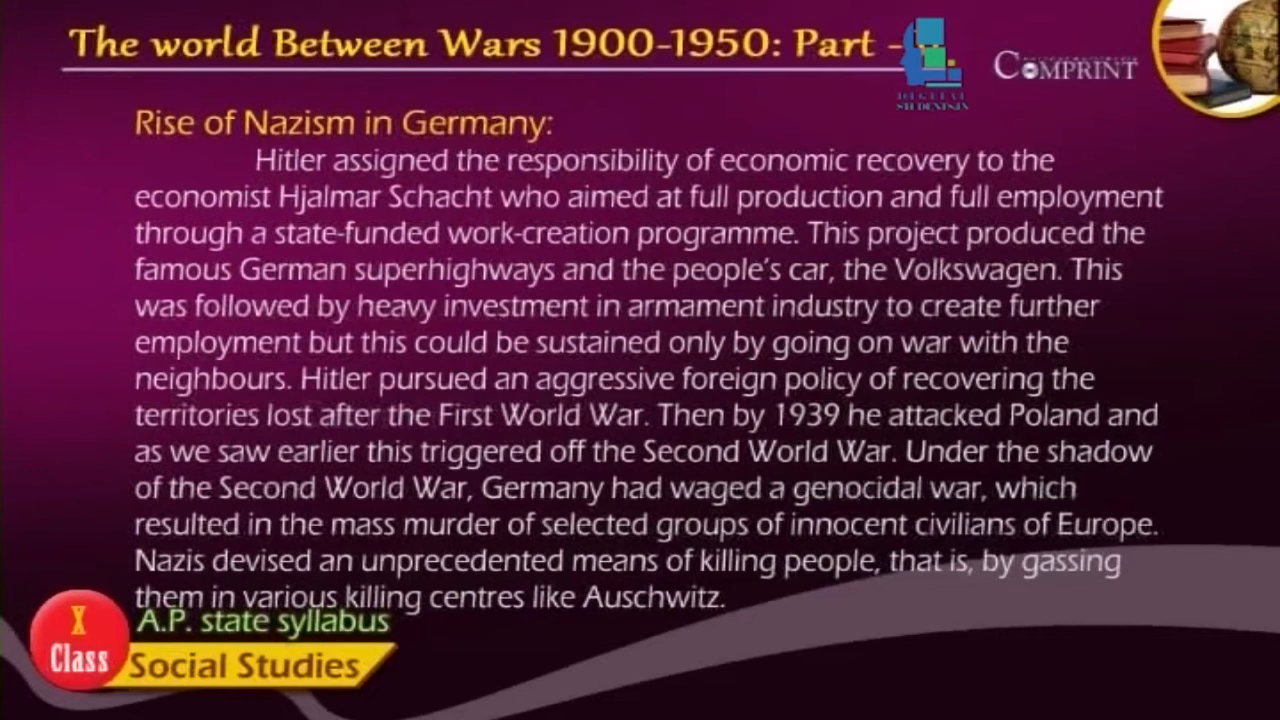 The world Between Wars 1900-1950: Part -
COMPRINT
DIGITAL
STUDENTS.IN
Rise of Nazism in Germany:
Hitler assigned the responsibility of economic recovery to the
economist Hjalmar Schacht who aimed at full production and full employment
through a state-funded work-creation programme. This project produced the
famous German superhighways and the people's car, the Volkswagen. This
was followed by heavy investment in armament industry to create further
employment but this could be sustained only by going on war with the
neighbours. Hitler pursued an aggressive foreign policy of recovering the
territories lost after the First World War. Then by 1939 he attacked Poland and
as we saw earlier this triggered off the Second World War. Under the shadow
of the Second World War, Germany had waged a genocidal war, which
resulted in the mass murder of selected groups of innocent civilians of Europe.
Nazis devised an unprecedented means of killing people, that is, by gassing
them in various killing centres like Auschwitz.
A.P. state syllabus
X
Class
Social Studies